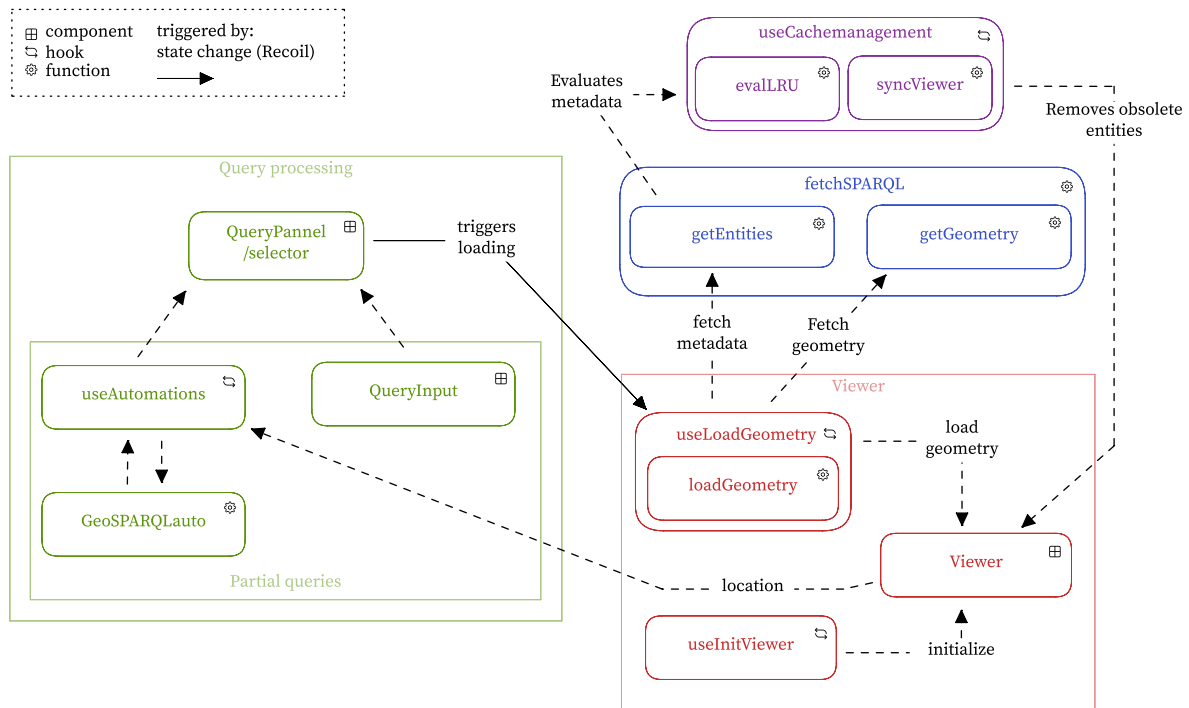 component
hook
function
triggered by:
state change (Recoil)
useCachemanagement
evalLRU
syncViewer
Evaluates
metadata
Removes obsolete
entities
Query processing
QueryPannel
/selector
triggers
loading
fetchSPARQL
getEntities
getGeometry
fetch
metadata
Fetch
geometry
useAutomations
QueryInput
GeoSPARQLauto
Partial queries
Viewer
useLoadGeometry
loadGeometry
load
geometry
Viewer
location
useInitViewer
initialize